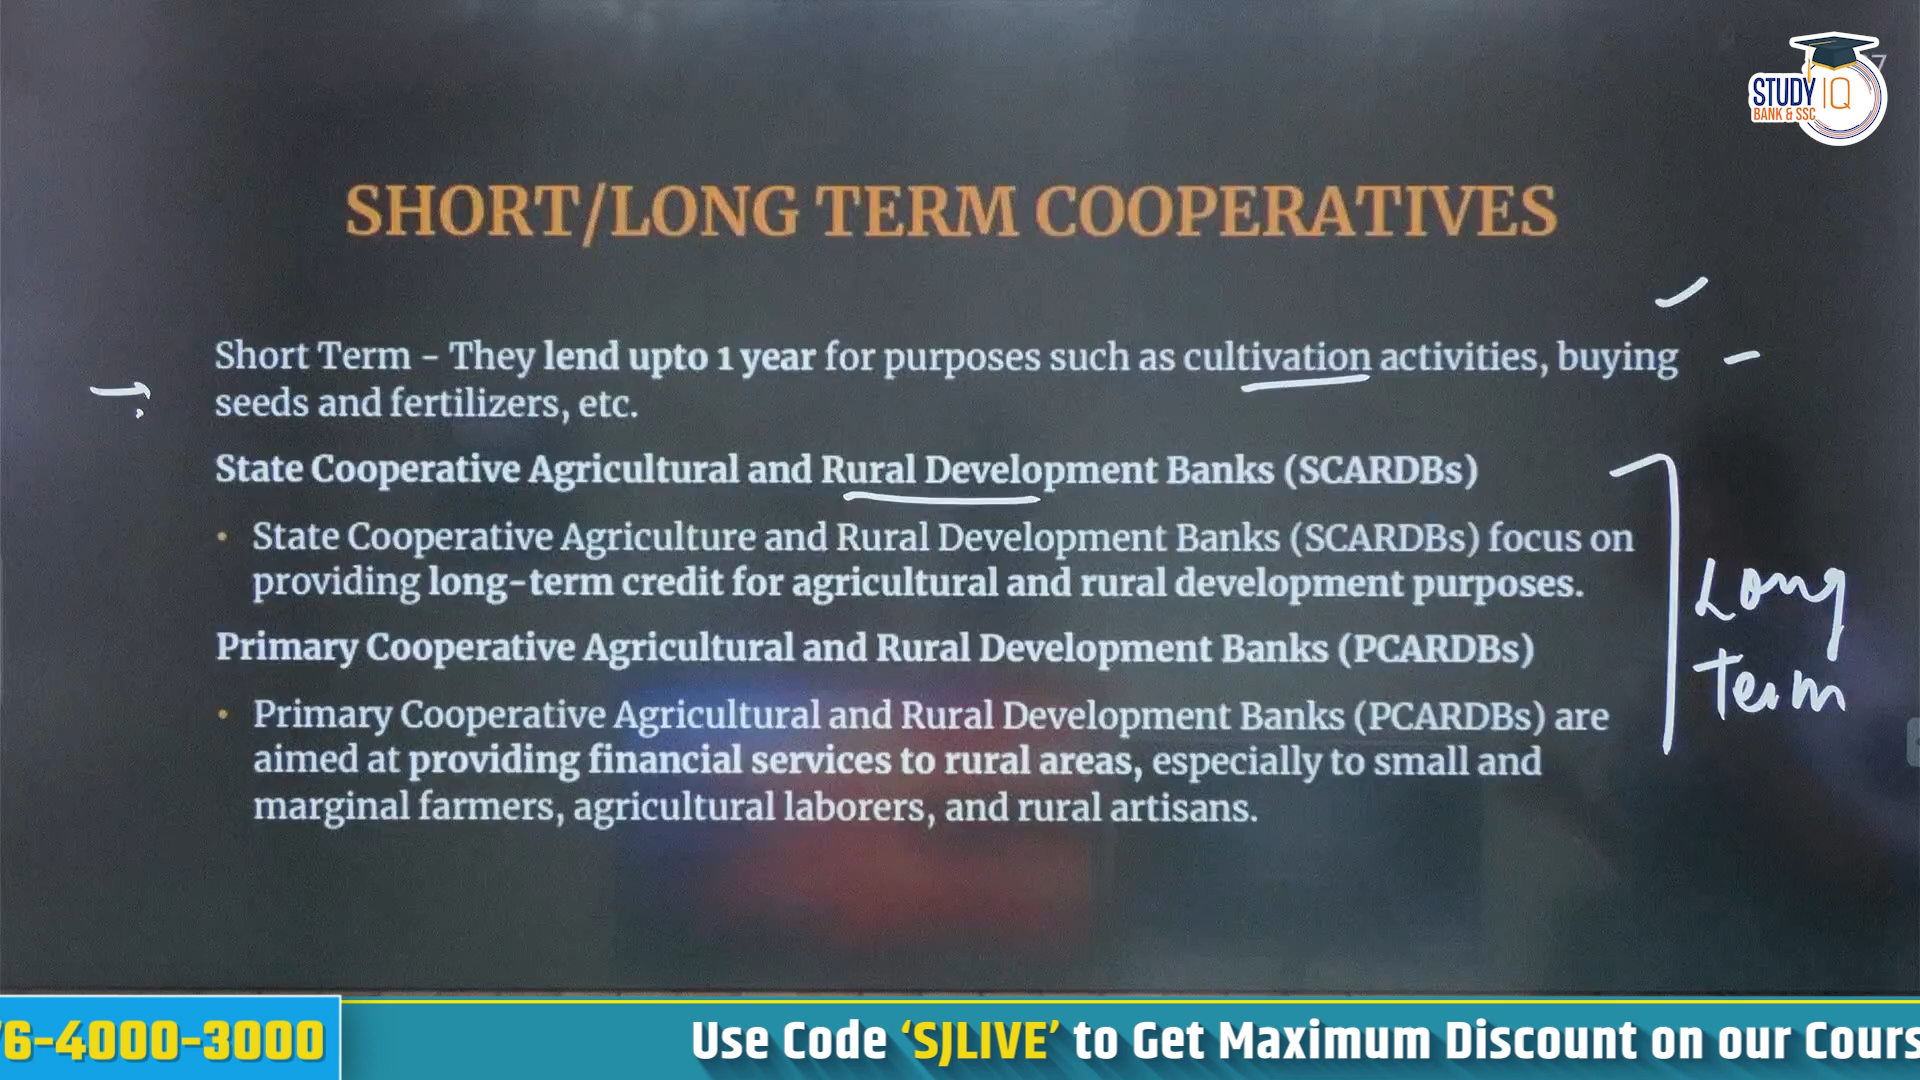 STUDY IQ
BANK & SSC
7
SHORT/LONG TERM COOPERATIVES
Short Term - They lend upto 1 year for purposes such as cultivation activities, buying
seeds and fertilizers, etc.
State Cooperative Agricultural and Rural Development Banks (SCARDBs)
• State Cooperative Agriculture and Rural Development Banks (SCARDBs) focus on
providing long-term credit for agricultural and rural development purposes.
Long
Term
Primary Cooperative Agricultural and Rural Development Banks (PCARDBs)
• Primary Cooperative Agricultural and Rural Development Banks (PCARDBs) are
aimed at providing financial services to rural areas, especially to small and
marginal farmers, agricultural laborers, and rural artisans.
76-4000-3000
Use Code ‘SJLIVE’ to Get Maximum Discount on our Cours